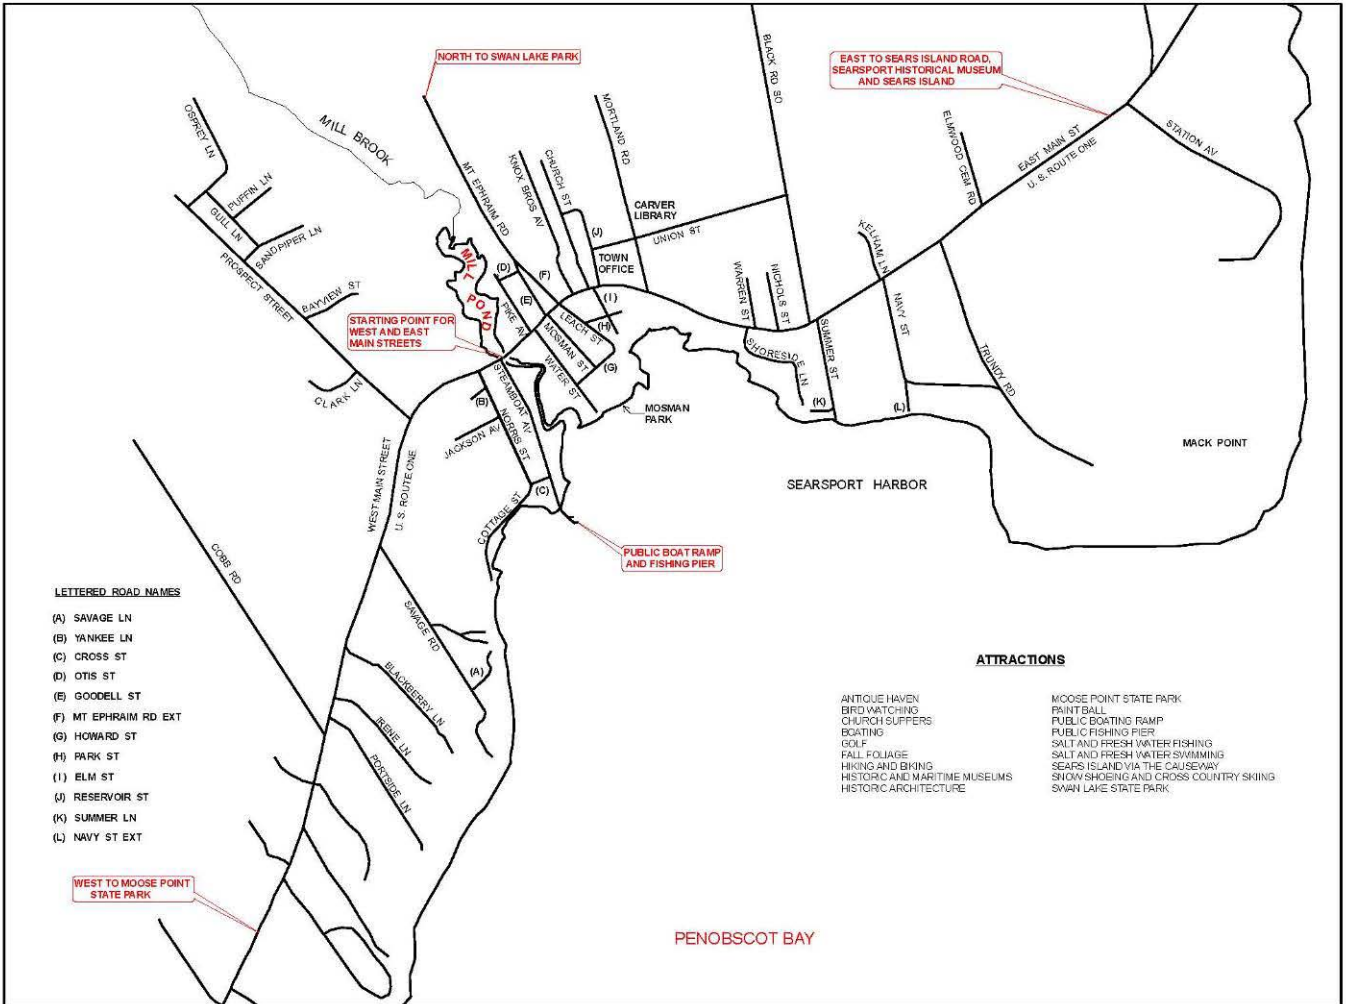 NORTH TO SWAN LAKE PARK
EAST TO SEARS ISLAND ROAD,
SEARSPORT HISTORICAL MUSEUM
AND SEARS ISLAND
BLACK RD SO
MORTLAND RD
MILL BROOK
OSPREY LN
PUFFIN LN
GULL LN
SANDPIPER LN
PROSPECT STREET
BAYVIEW ST
CLARK LN
MT EPHRAIM RD
KNOX BROS AV
CHURCH ST
CARVER
LIBRARY
(J)
UNION ST
TOWN
OFFICE
ELMWOOD CEM RD
EAST MAIN ST
U. S. ROUTE ONE
STATION AV
KELHAM LN
NAVY ST
TRUNDY RD
WARREN ST
NICHOLS ST
SUMMER ST
SHORESIDE LN
(K)
(L)
MILL POND
(D)
(F)
(E)
(I)
(H)
PIKE AV
LEACH ST
MOSMAN ST
WATER ST
(G)
STARTING POINT FOR
WEST AND EAST
MAIN STREETS
STEAMBOAT AV
(B)
NORRIS ST
JACKSON AV
MOSMAN
PARK
MACK POINT
SEARSPORT HARBOR
WEST MAIN STREET
U. S. ROUTE ONE
(C)
COTTAGE ST
PUBLIC BOAT RAMP
AND FISHING PIER
COBB RD
SAVAGE RD
(A)
BLACKBERRY LN
IRENE LN
PORTSIDE LN
LETTERED ROAD NAMES
(A) SAVAGE LN
(B) YANKEE LN
(C) CROSS ST
(D) OTIS ST
(E) GOODELL ST
(F) MT EPHRAIM RD EXT
(G) HOWARD ST
(H) PARK ST
(I) ELM ST
(J) RESERVOIR ST
(K) SUMMER LN
(L) NAVY ST EXT
WEST TO MOOSE POINT
STATE PARK
ATTRACTIONS
ANTIQUE HAVEN
BIRD WATCHING
CHURCH SUPPERS
BOATING
GOLF
FALL FOLIAGE
HIKING AND BIKING
HISTORIC AND MARITIME MUSEUMS
HISTORIC ARCHITECTURE
MOOSE POINT STATE PARK
PAINT BALL
PUBLIC BOATING RAMP
PUBLIC FISHING PIER
SALT AND FRESH WATER FISHING
SALT AND FRESH WATER SWIMMING
SEARS ISLAND VIA THE CAUSEWAY
SNOW SHOEING AND CROSS COUNTRY SKIING
SWAN LAKE STATE PARK
PENOBSCOT BAY